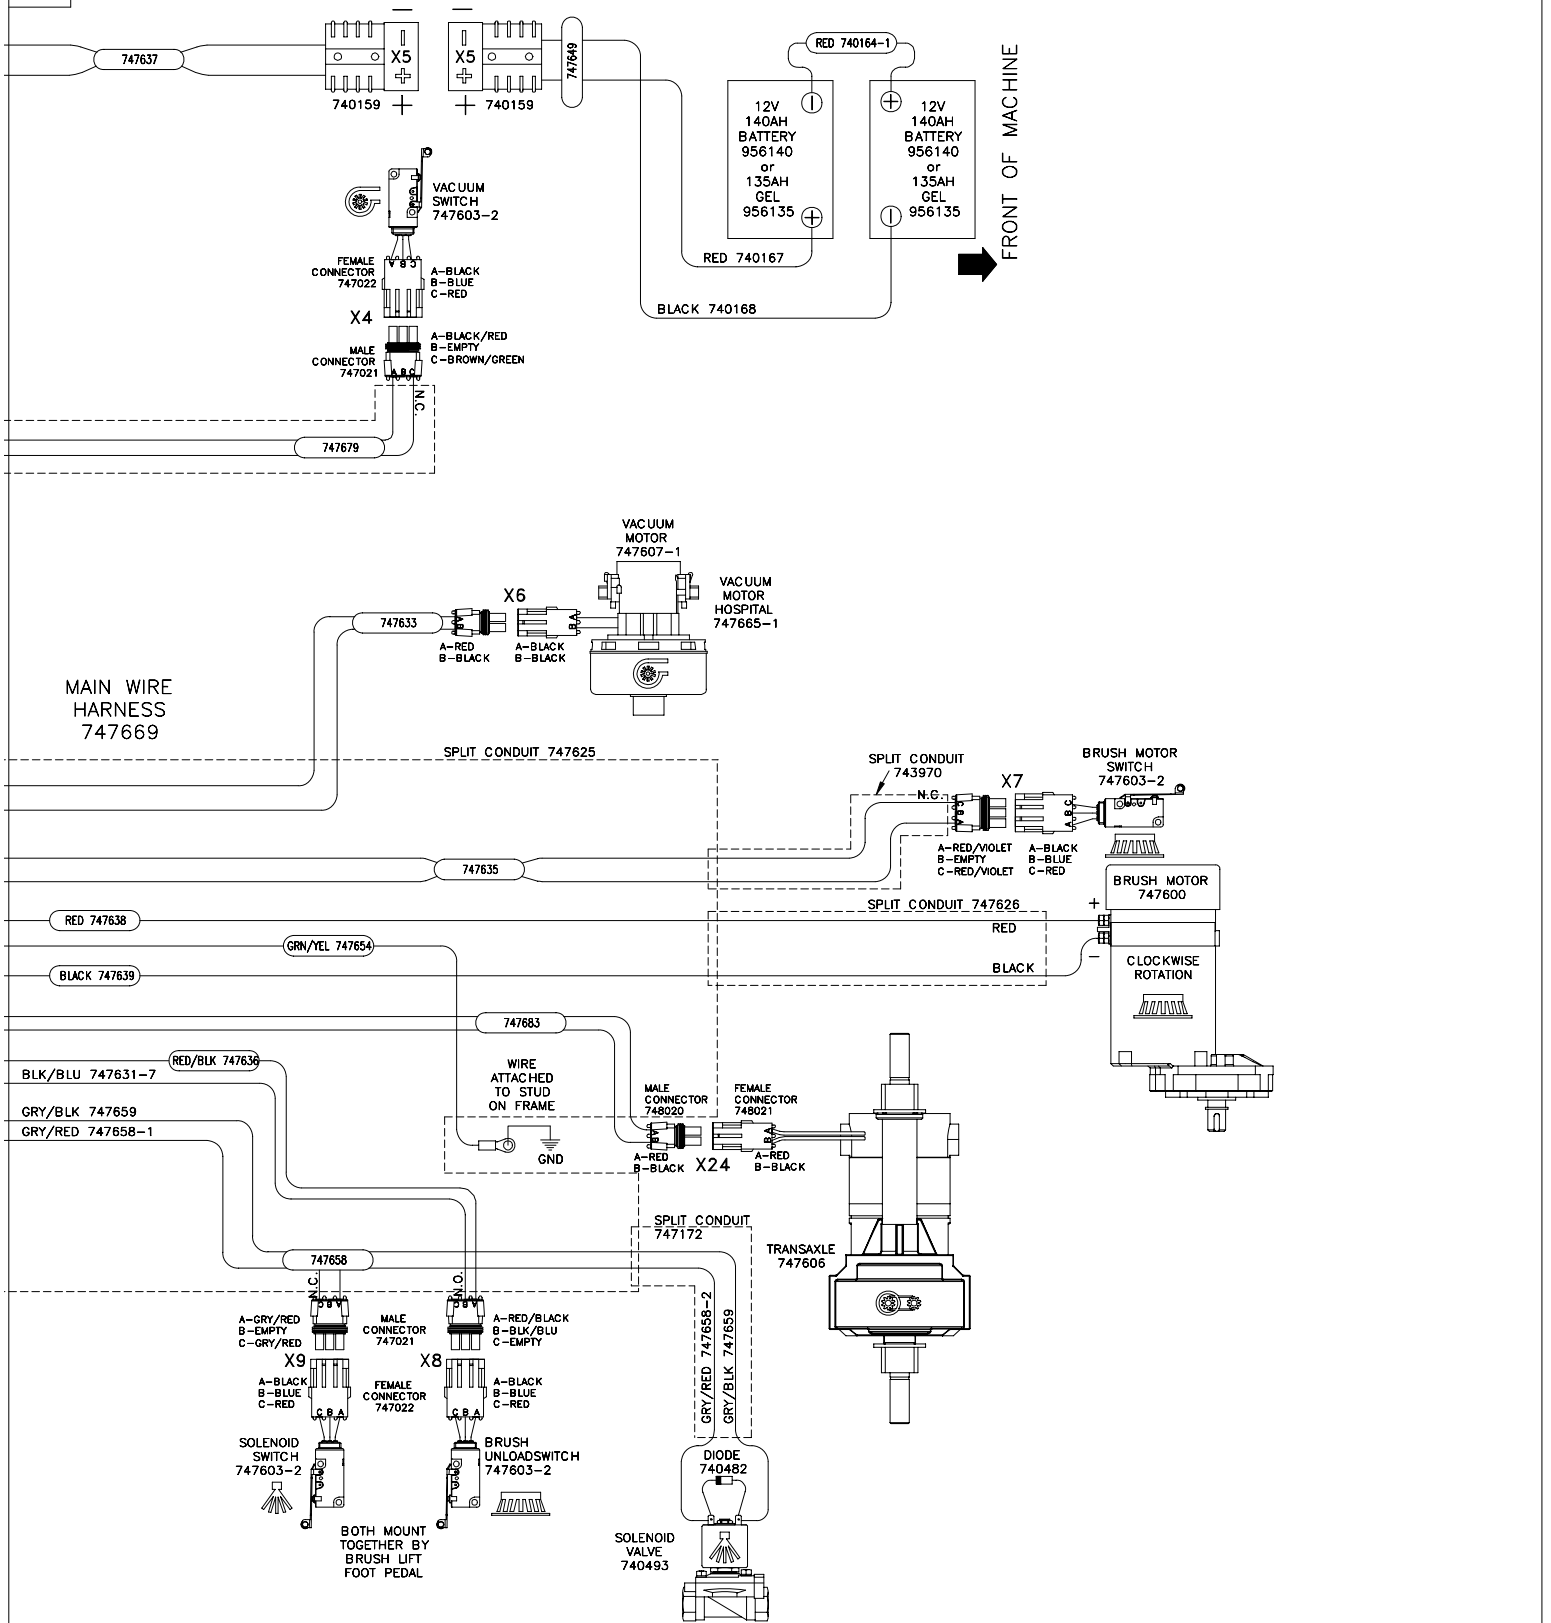 747637
X5
740159
X5
740159
747649
RED 740164-1
12V
140AH
BATTERY
956140
or
135AH
GEL
956135
12V
140AH
BATTERY
956140
or
135AH
GEL
956135
FRONT OF MACHINE
RED 740167
BLACK 740168
VACUUM
SWITCH
747603-2
FEMALE
CONNECTOR
747022
A B C
A-BLACK
B-BLUE
C-RED
X4
MALE
CONNECTOR
747021
A-BLACK/RED
B-EMPTY
C-BROWN/GREEN
A B C
N.C.
747679
VACUUM
MOTOR
747607-1
VACUUM
MOTOR
HOSPITAL
747665-1
X6
747633
B A
B A
A-RED
B-BLACK
A-BLACK
B-BLACK
MAIN WIRE
HARNESS
747669
SPLIT CONDUIT 747625
SPLIT CONDUIT
743970
X7
BRUSH MOTOR
SWITCH
747603-2
N.C.
A B C
A B C
A-RED/VIOLET
B-EMPTY
C-RED/VIOLET
A-BLACK
B-BLUE
C-RED
747635
BRUSH MOTOR
747600
SPLIT CONDUIT 747626
RED 747638
RED
+
GRN/YEL 747654
BLACK 747639
BLACK
-
CLOCKWISE
ROTATION
747683
RED/BLK 747636
BLK/BLU 747631-7
GRY/BLK 747659
GRY/RED 747658-1
WIRE
ATTACHED
TO STUD
ON FRAME
GND
MALE
CONNECTOR
748020
FEMALE
CONNECTOR
748021
B A
B A
A-RED
B-BLACK
X24
A-RED
B-BLACK
SPLIT CONDUIT
747172
TRANSAXLE
747606
747658
N.C.
C B A
N.O.
C B A
A-GRY/RED
B-EMPTY
C-GRY/RED
MALE
CONNECTOR
747021
A-RED/BLACK
B-BLK/BLU
C-EMPTY
X9
X8
A-BLACK
B-BLUE
C-RED
FEMALE
CONNECTOR
747022
A-BLACK
B-BLUE
C-RED
C B A
C B A
GRY/RED 747658-2
GRY/BLK 747659
SOLENOID
SWITCH
747603-2
BRUSH
UNLOADSWITCH
747603-2
DIODE
740482
BOTH MOUNT
TOGETHER BY
BRUSH LIFT
FOOT PEDAL
SOLENOID
VALVE
740493